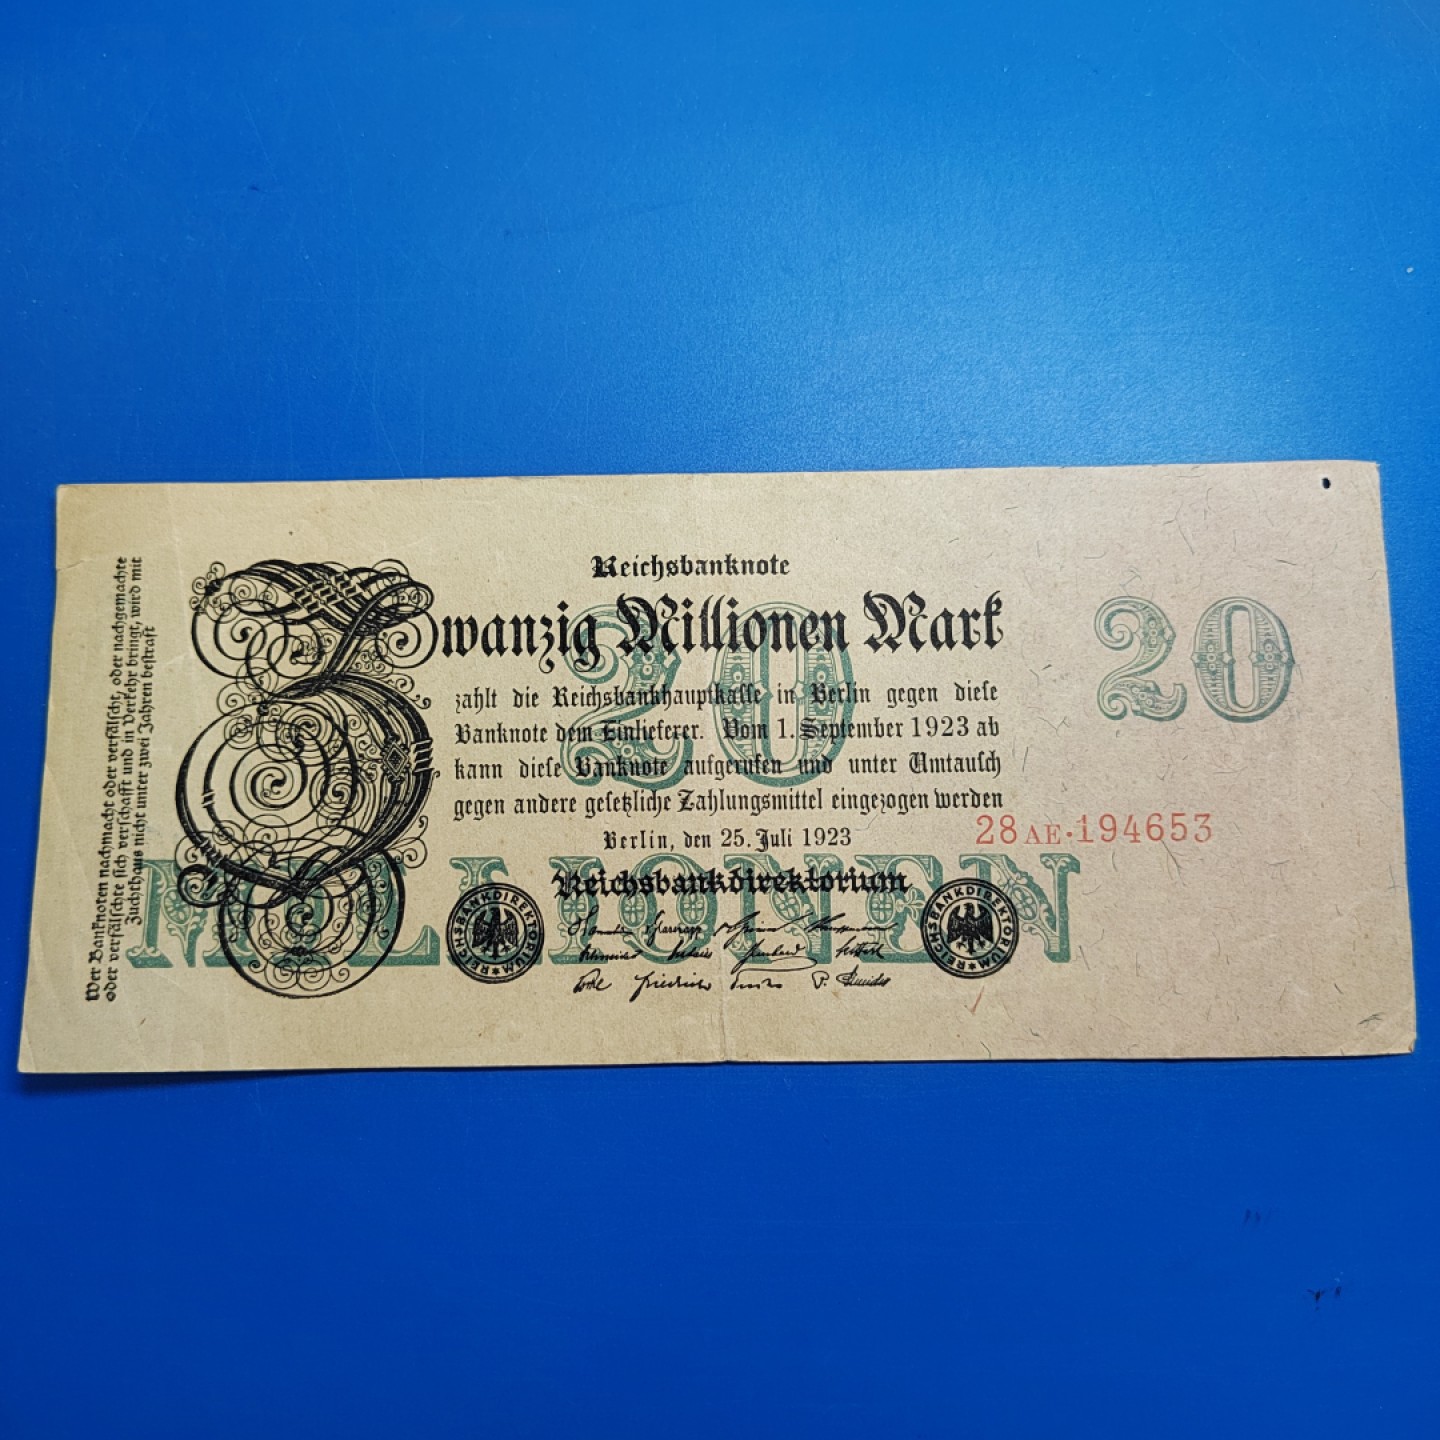 Reichsbanknote
Zwanzig Millionen Mark
20
20
zahlt die Reichsbankhauptkasse in Berlin gegen diese
Banknote dem Einlieferer. Vom 1. September 1923 ab
kann diese Banknote aufgerufen und unter Umtausch
gegen andere gesetzliche Zahlungsmittel eingezogen werden
Berlin, den 25. Juli 1923
28AE·194653
MILLIONEN
Reichsbankdirektorium
REICHSBANKDIREKTORIUM
REICHSBANKDIREKTORIUM
Friedrich
P. Schneider
Wer Banknoten nachmacht oder verfälscht, oder nachgemachte
oder verfälschte sich verschafft und in Verkehr bringt, wird mit
Zuchthaus nicht unter zwei Jahren bestraft